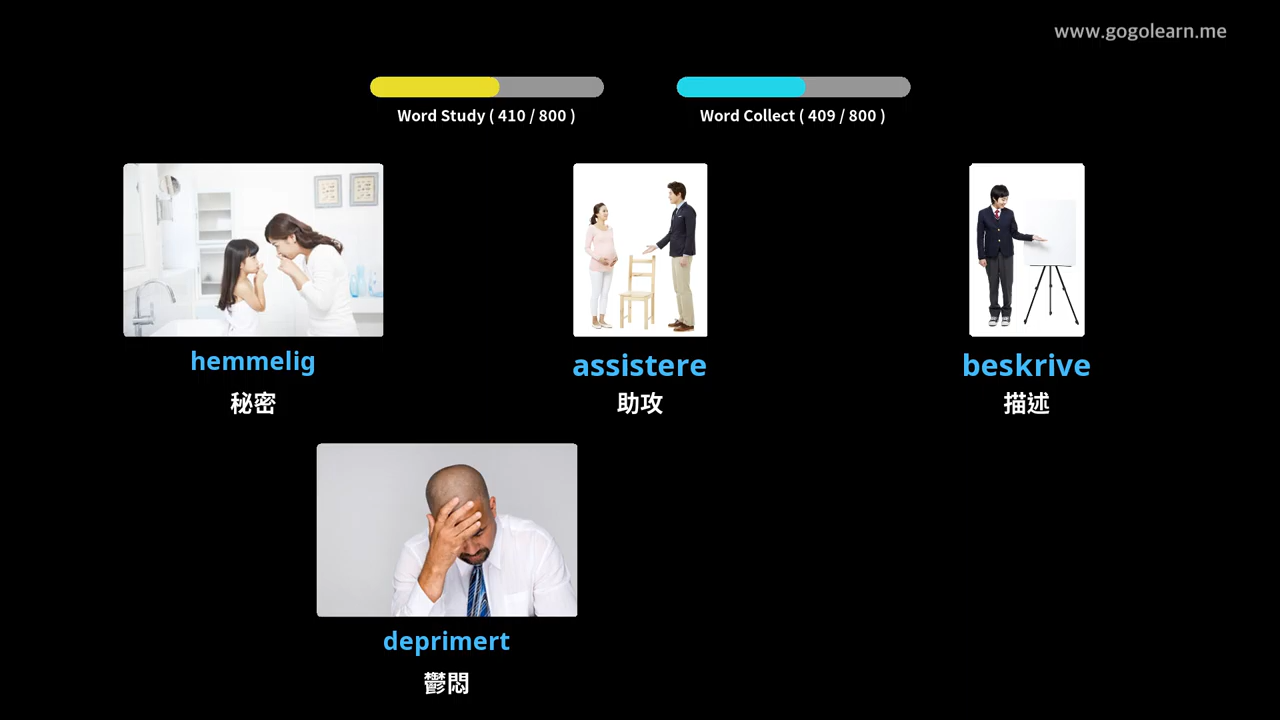 www.gogolearn.me
Word Study ( 410 / 800 )
Word Collect ( 409 / 800 )
hemmelig
秘密
assistere
助攻
beskrive
描述
deprimert
鬱悶